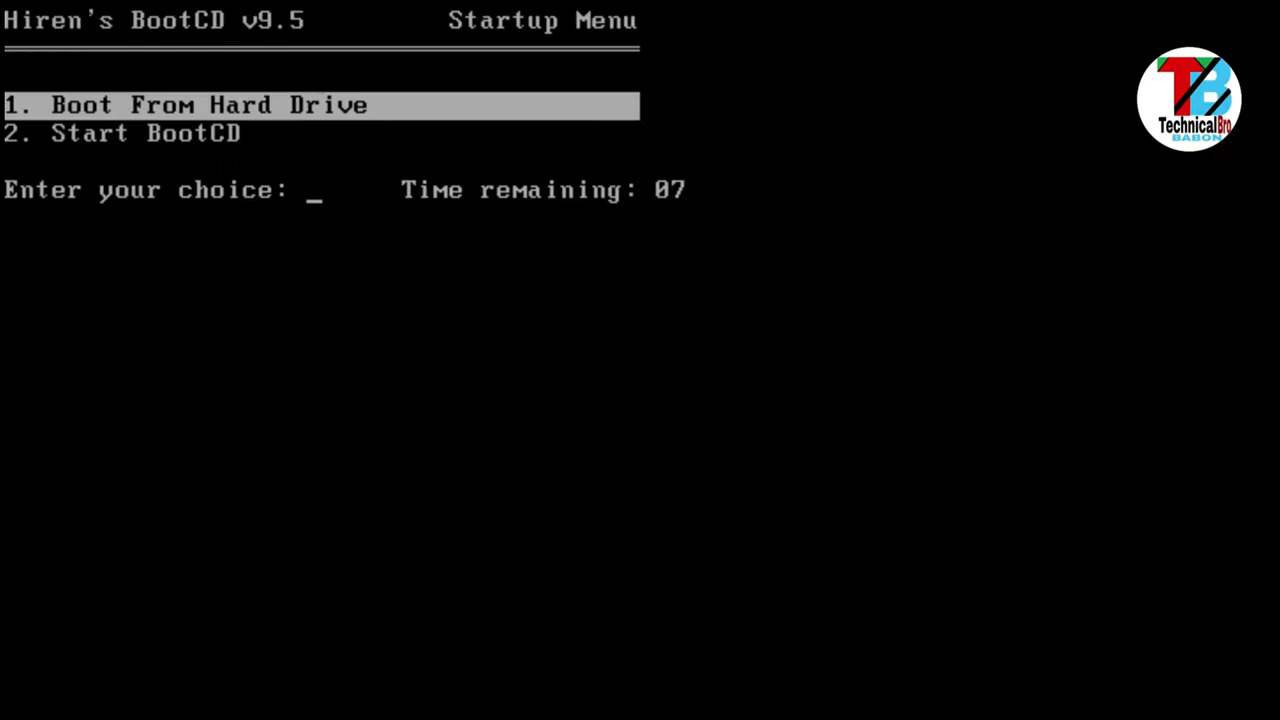 Hiren's BootCD v9.5 Startup Menu
1. Boot From Hard Drive
2. Start BootCD
Enter your choice: _ Time remaining: 07
TB
TechnicalBro
BABON